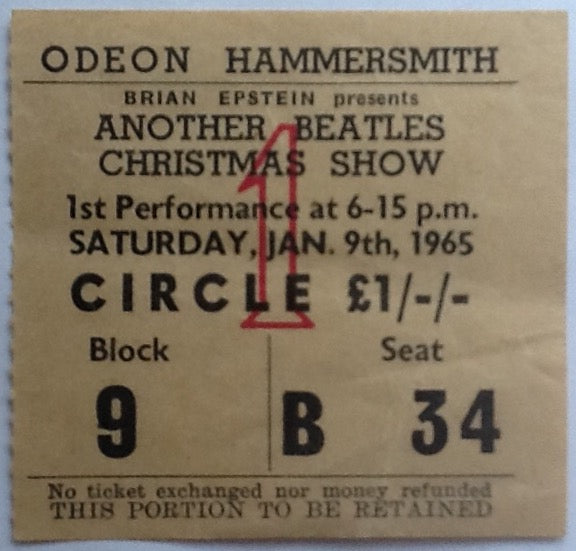 ODEON HAMMERSMITH
BRIAN EPSTEIN presents
ANOTHER BEATLES
CHRISTMAS SHOW
1
1st Performance at 6-15 p.m.
SATURDAY, JAN. 9th, 1965
CIRCLE £1/-/-
Block Seat
9 B 34
No ticket exchanged nor money refunded
THIS PORTION TO BE RETAINED